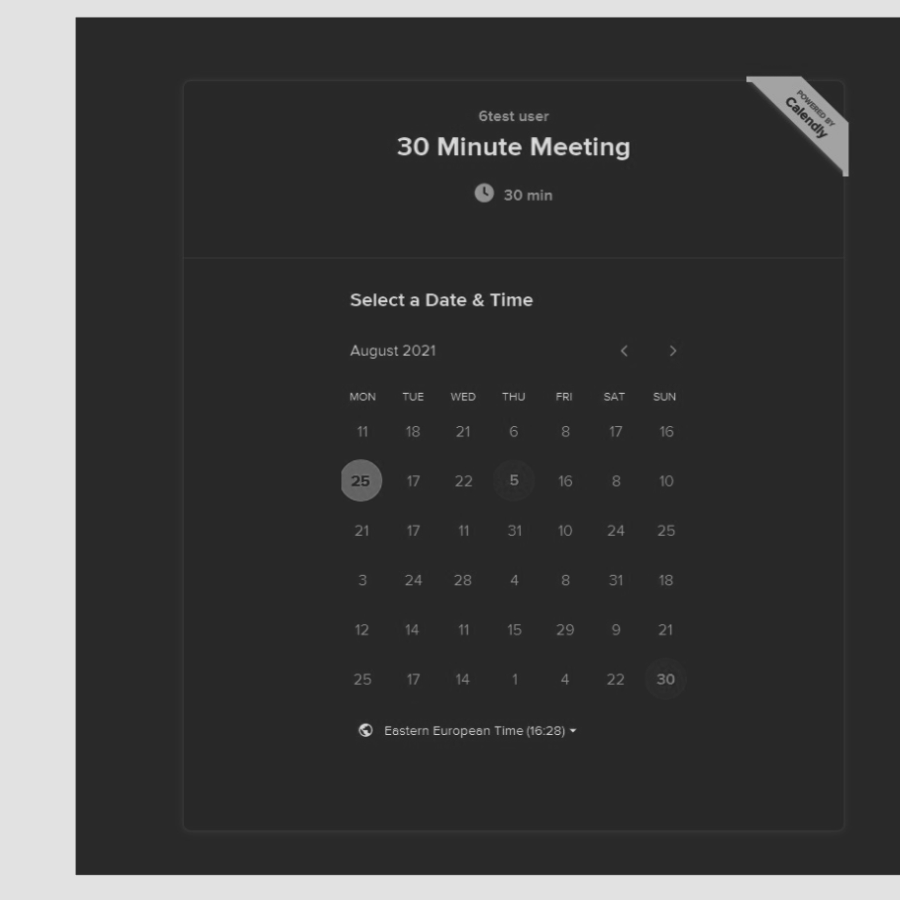 6test user
POWERED BY
Calendly
30 Minute Meeting
30 min
Select a Date & Time
August 2021
MON TUE WED THU FRI SAT SUN
11 18 21 6 8 17 16
25 17 22 5 16 8 10
21 17 11 31 10 24 25
3 24 28 4 8 31 18
12 14 11 15 29 9 21
25 17 14 1 4 22 30
Eastern European Time (16:28)